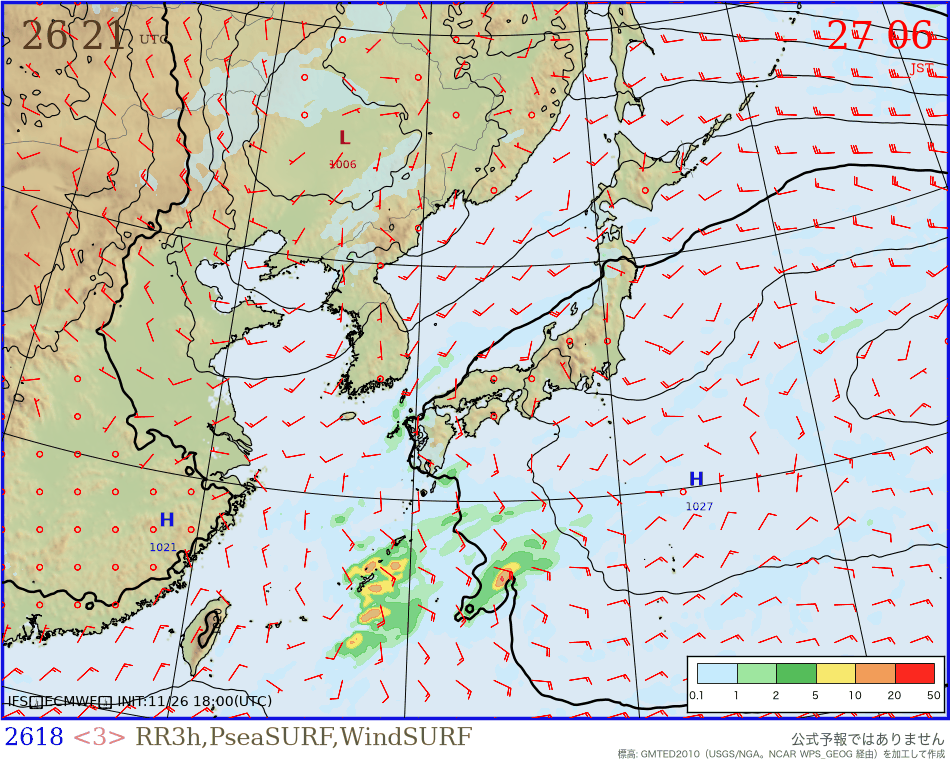 26 21 UTC
27 06
JST
L
1006
H
1027
H
1021
IFS□ECMWF□ INIT:11/26 18:00(UTC)
0.1 1 2 5 10 20 50
2618 <3> RR3h,PseaSURF,WindSURF
公式予報ではありません
標高: GMTED2010（USGS/NGA。NCAR WPS_GEOG 経由）を加工して作成